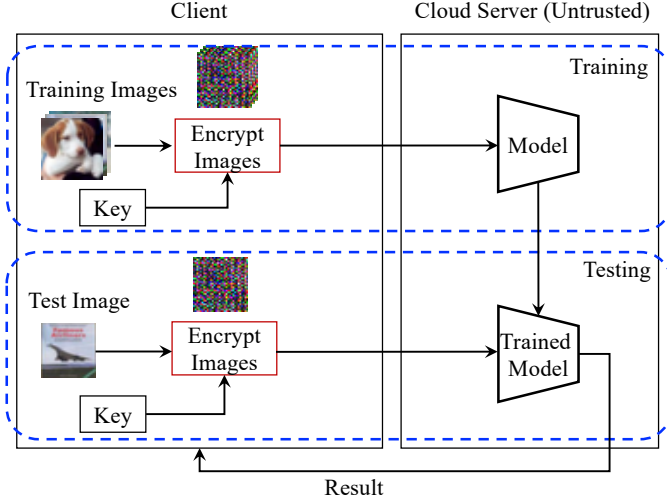 Client
Cloud Server (Untrusted)
Training
Training Images
Encrypt
Images
Model
Key
Testing
Test Image
Encrypt
Images
Trained
Model
Key
Result